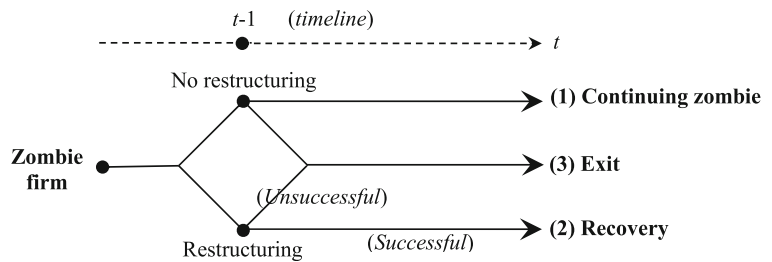 t-1 (timeline)
t
No restructuring
(1) Continuing zombie
Zombie
firm
(3) Exit
(Unsuccessful)
(2) Recovery
Restructuring
(Successful)